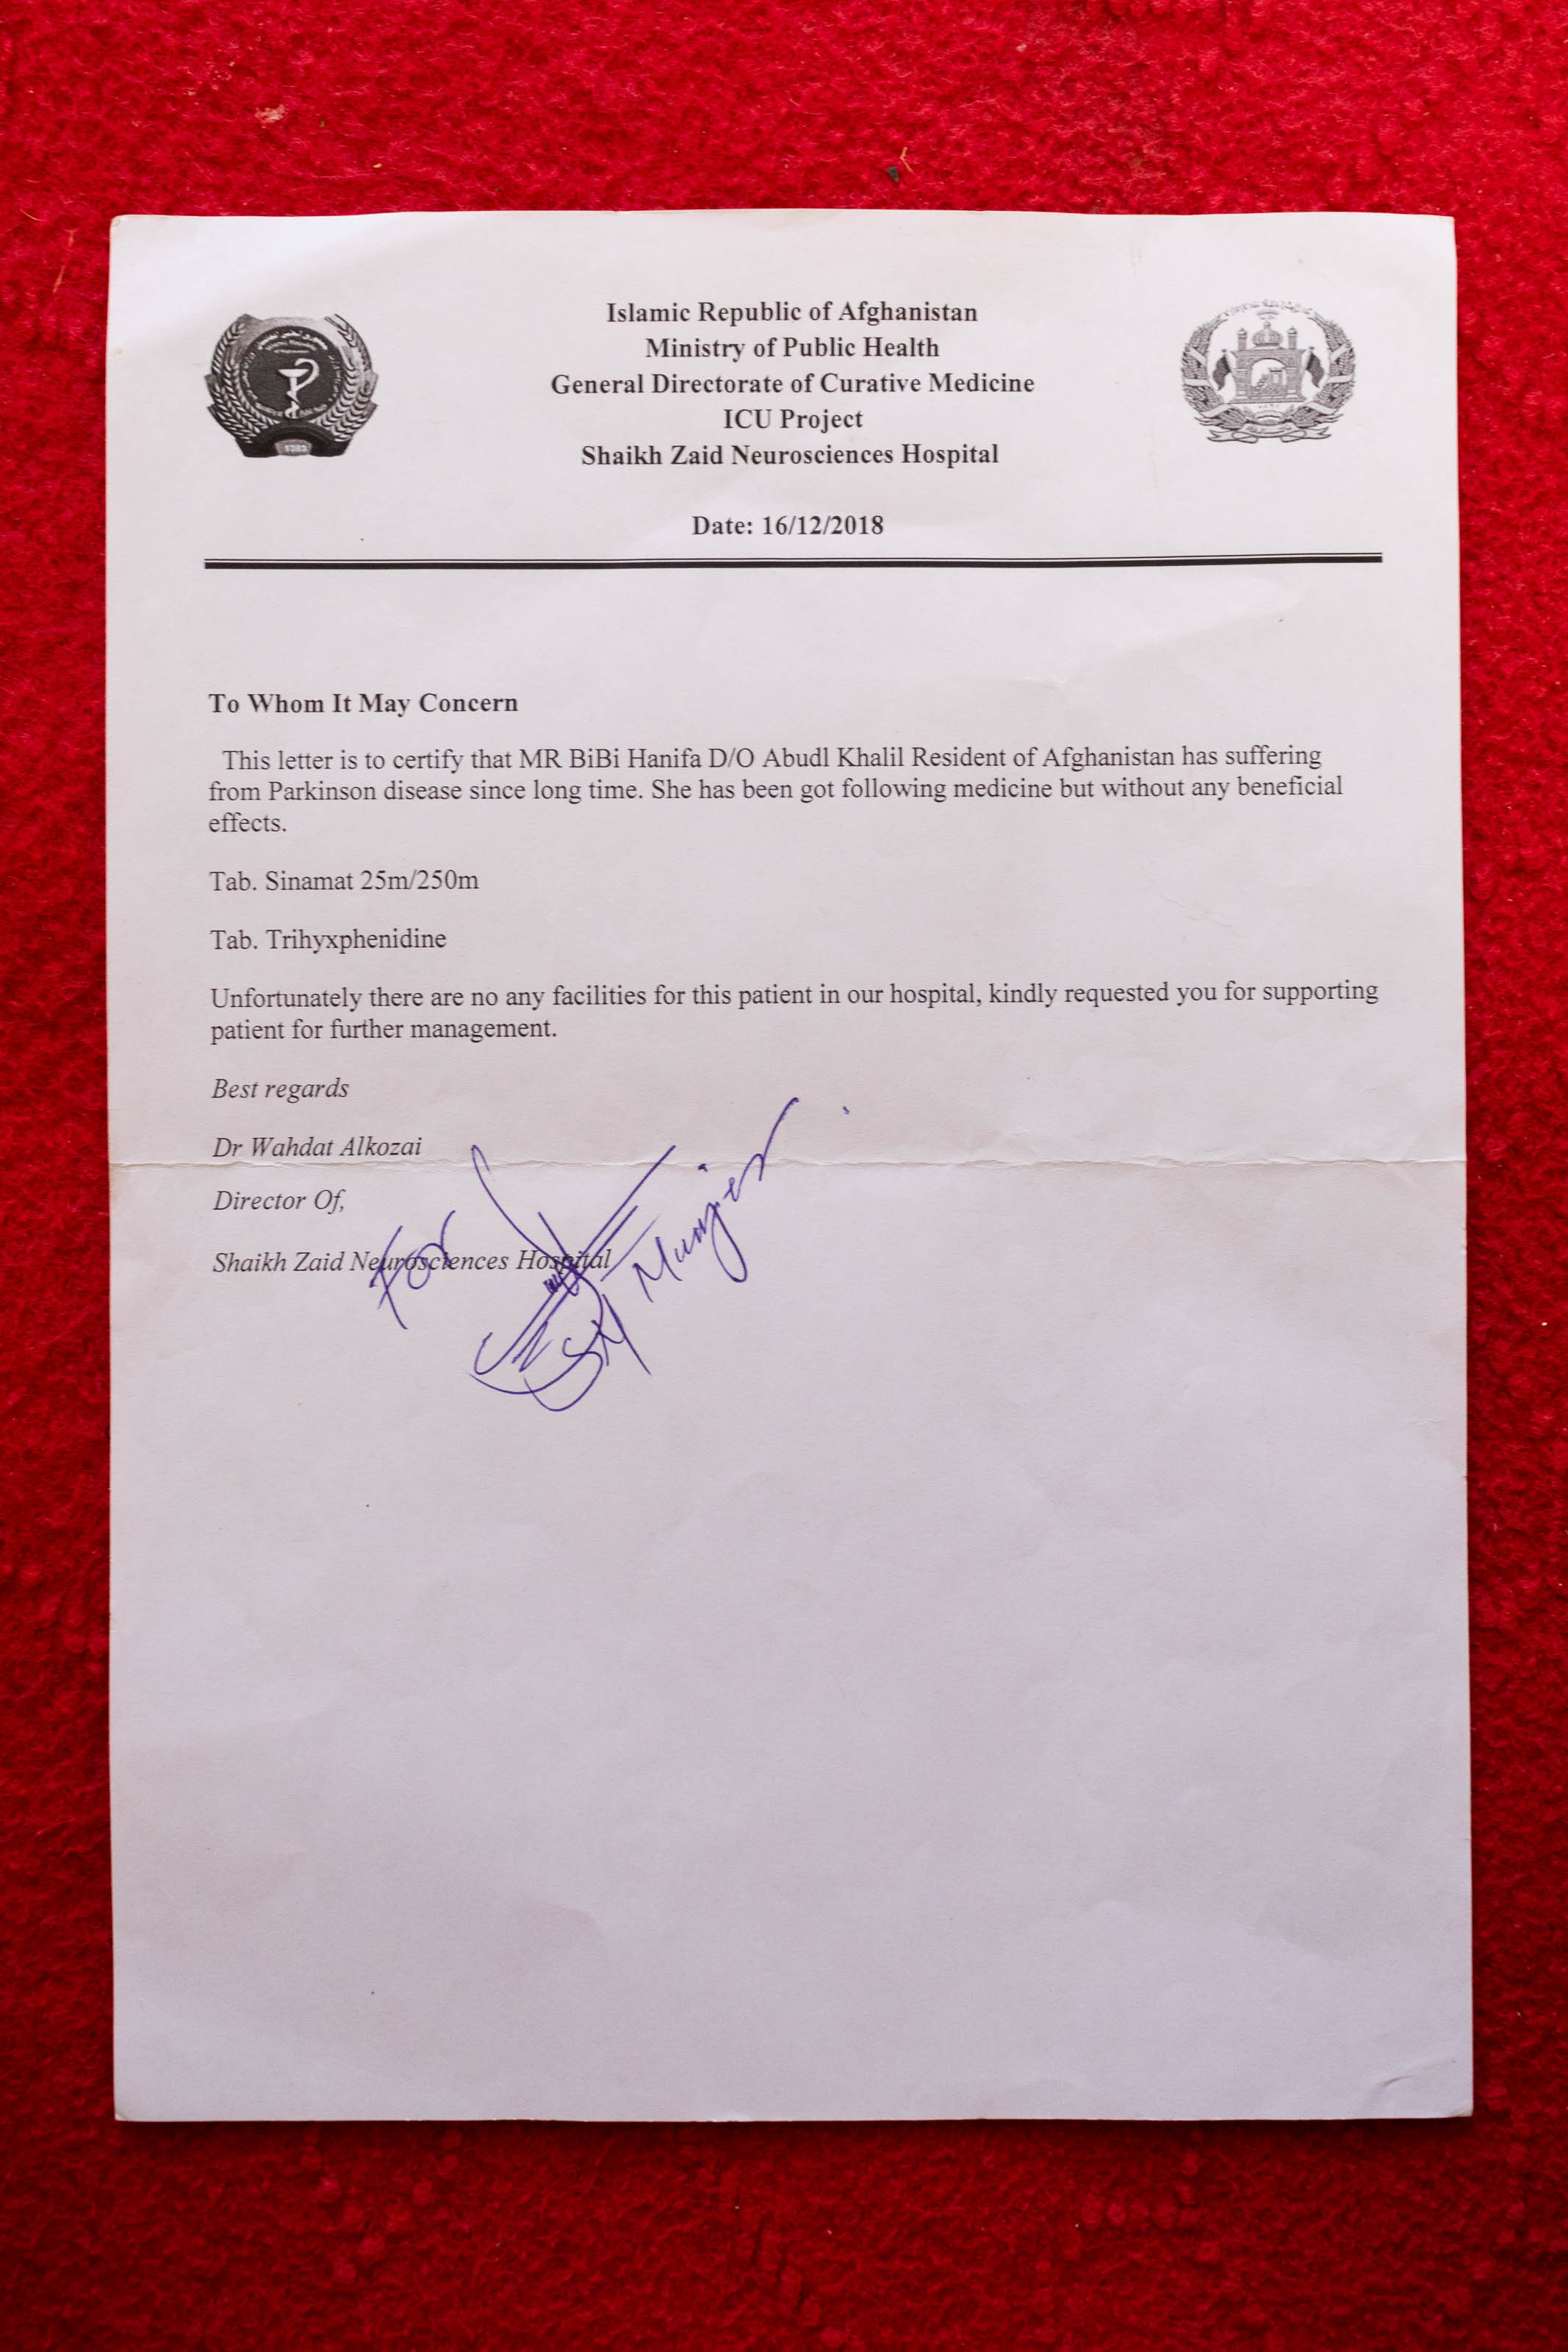 Islamic Republic of Afghanistan
Ministry of Public Health
General Directorate of Curative Medicine
ICU Project
Shaikh Zaid Neurosciences Hospital
Date: 16/12/2018
1383
To Whom It May Concern
This letter is to certify that MR BiBi Hanifa D/O Abudl Khalil Resident of Afghanistan has suffering
from Parkinson disease since long time. She has been got following medicine but without any beneficial
effects.
Tab. Sinamat 25m/250m
Tab. Trihyxphenidine
Unfortunately there are no any facilities for this patient in our hospital, kindly requested you for supporting
patient for further management.
Best regards
Dr Wahdat Alkozai
Director Of,
Shaikh Zaid Neurosciences Hospital
For